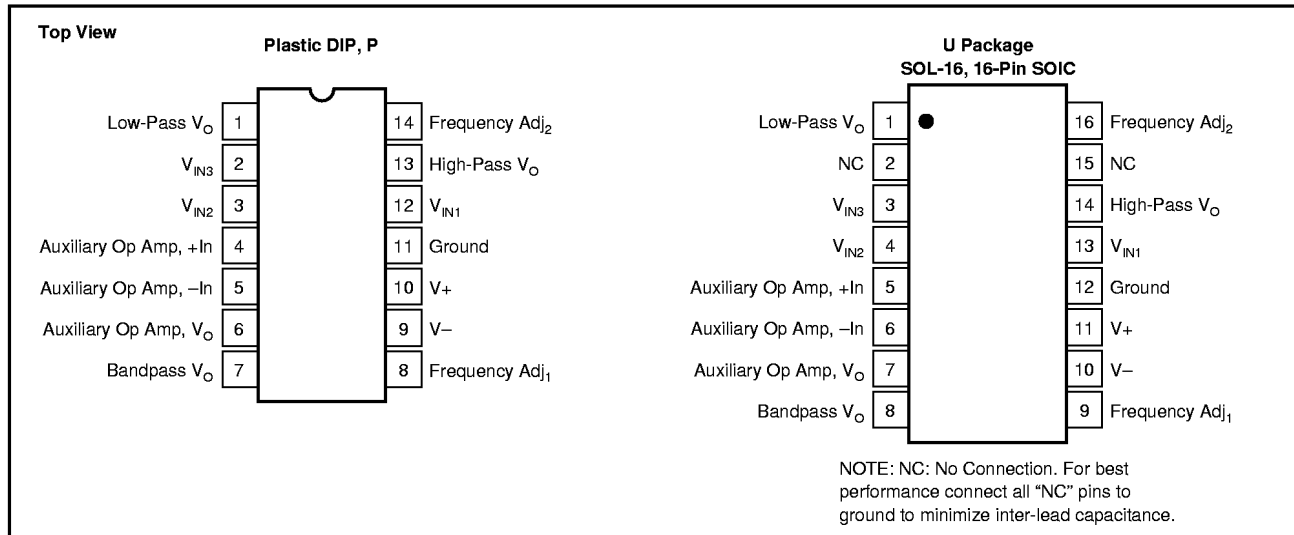 Top View
Plastic DIP, P
Low-Pass VO 1
VIN3 2
VIN2 3
Auxiliary Op Amp, +In 4
Auxiliary Op Amp, –In 5
Auxiliary Op Amp, VO 6
Bandpass VO 7
14 Frequency Adj2
13 High-Pass VO
12 VIN1
11 Ground
10 V+
9 V–
8 Frequency Adj1
U Package
SOL-16, 16-Pin SOIC
Low-Pass VO 1
NC 2
VIN3 3
VIN2 4
Auxiliary Op Amp, +In 5
Auxiliary Op Amp, –In 6
Auxiliary Op Amp, VO 7
Bandpass VO 8
16 Frequency Adj2
15 NC
14 High-Pass VO
13 VIN1
12 Ground
11 V+
10 V–
9 Frequency Adj1
NOTE: NC: No Connection. For best
performance connect all “NC” pins to
ground to minimize inter-lead capacitance.